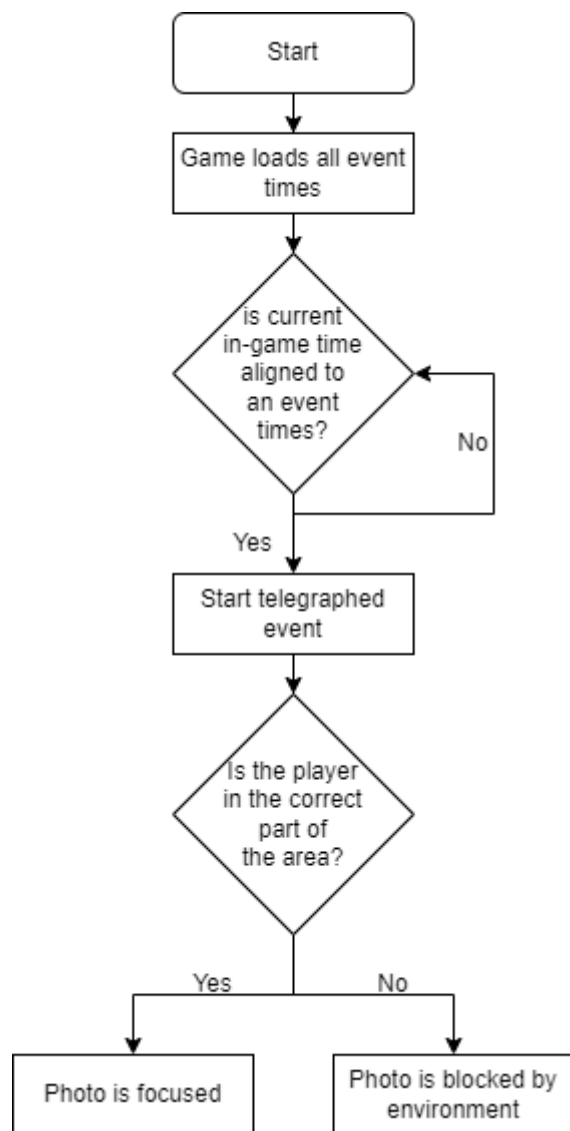 Start
Game loads all event
times
is current
in-game time
aligned to
an event
times?
No
Yes
Start telegraphed
event
Is the player
in the correct
part of
the area?
Yes
No
Photo is focused
Photo is blocked by
environment